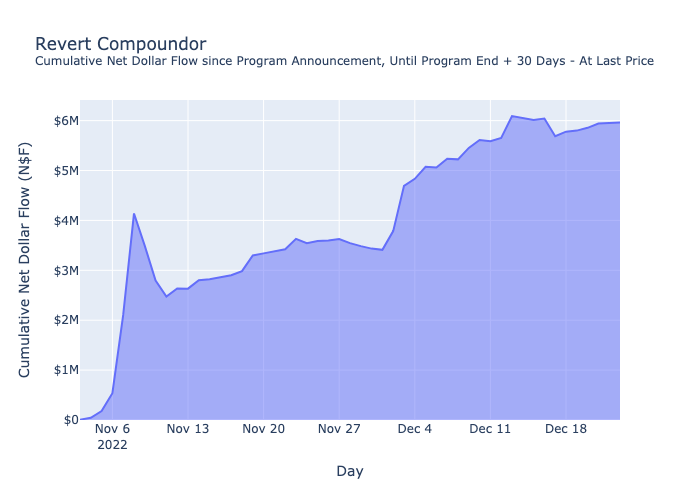 Revert Compoundor
Cumulative Net Dollar Flow since Program Announcement, Until Program End + 30 Days - At Last Price
Cumulative Net Dollar Flow (N$F)
$6M
$5M
$4M
$3M
$2M
$1M
$0
Nov 6 Nov 13 Nov 20 Nov 27 Dec 4 Dec 11 Dec 18
2022
Day